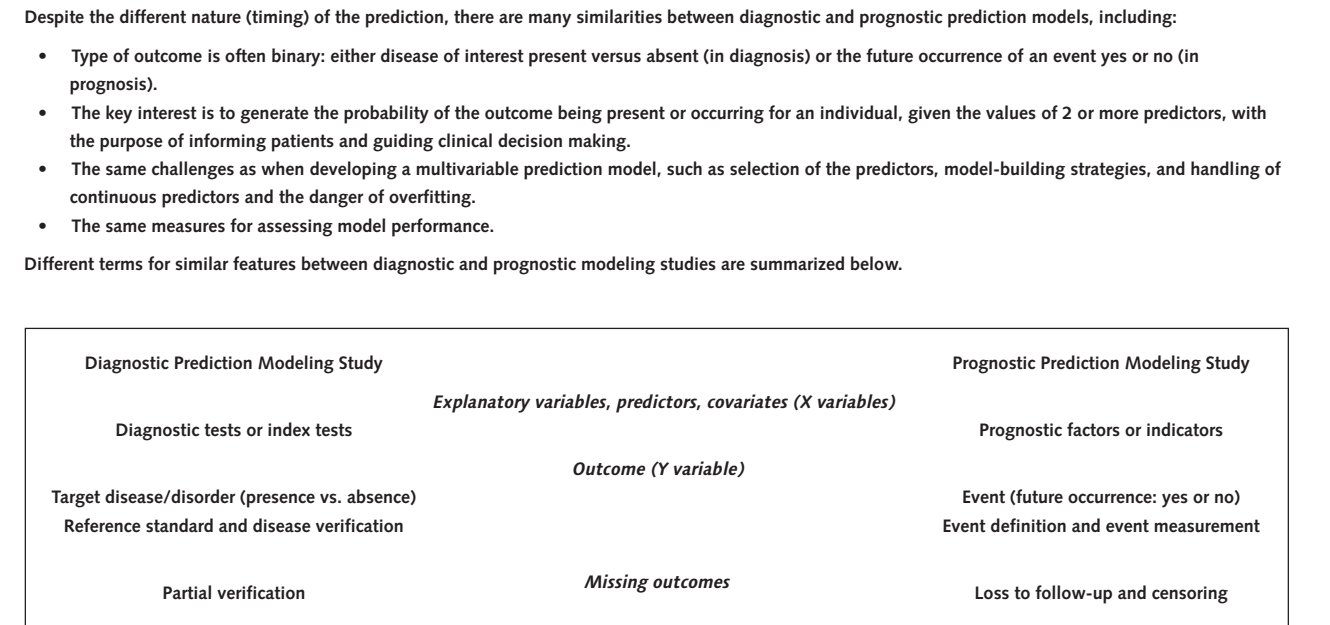 Despite the different nature (timing) of the prediction, there are many similarities between diagnostic and prognostic prediction models, including:
• Type of outcome is often binary: either disease of interest present versus absent (in diagnosis) or the future occurrence of an event yes or no (in
prognosis).
• The key interest is to generate the probability of the outcome being present or occurring for an individual, given the values of 2 or more predictors, with
the purpose of informing patients and guiding clinical decision making.
• The same challenges as when developing a multivariable prediction model, such as selection of the predictors, model-building strategies, and handling of
continuous predictors and the danger of overfitting.
• The same measures for assessing model performance.
Different terms for similar features between diagnostic and prognostic modeling studies are summarized below.
Diagnostic Prediction Modeling Study Prognostic Prediction Modeling Study
Explanatory variables, predictors, covariates (X variables)
Diagnostic tests or index tests Prognostic factors or indicators
Outcome (Y variable)
Target disease/disorder (presence vs. absence) Event (future occurrence: yes or no)
Reference standard and disease verification Event definition and event measurement
Missing outcomes
Partial verification Loss to follow-up and censoring